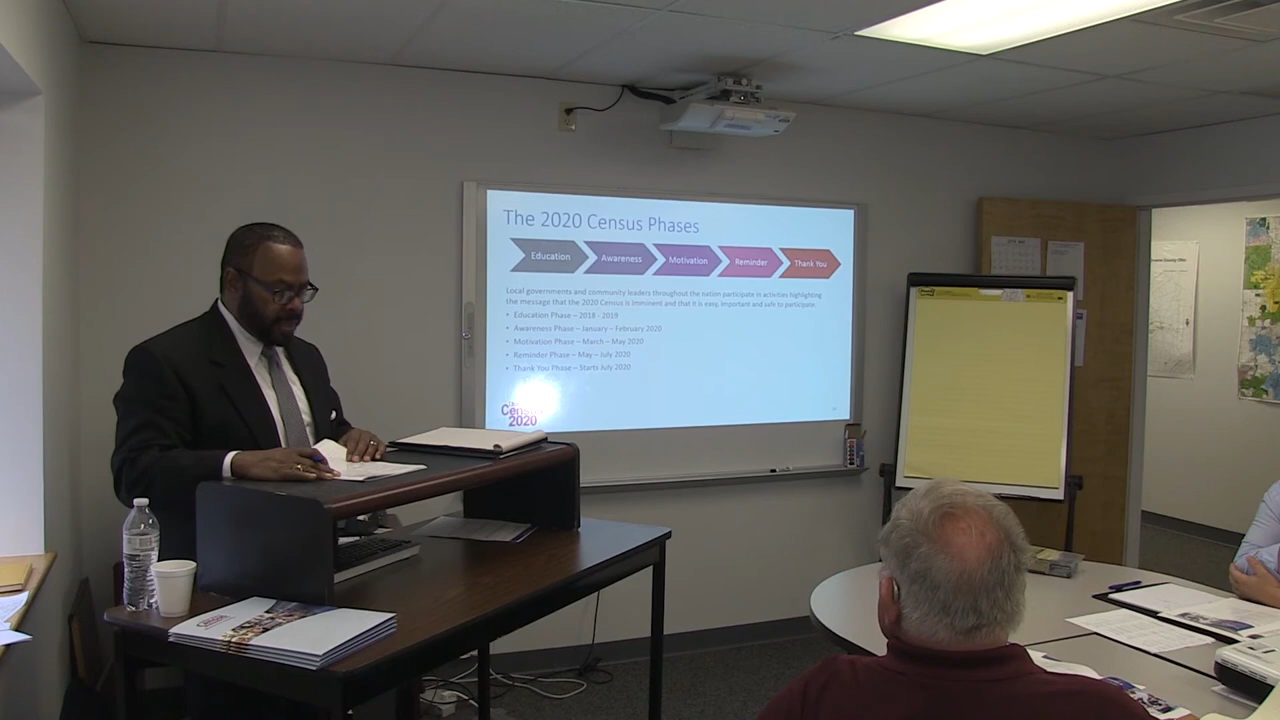 The 2020 Census Phases
Education
Awareness
Motivation
Reminder
Thank You
Local governments and community leaders throughout the nation participate in activities highlighting
the message that the 2020 Census is imminent and that it is easy, important and safe to participate.
• Education Phase – 2018 - 2019
• Awareness Phase – January – February 2020
• Motivation Phase – March – May 2020
• Reminder Phase – May – July 2020
• Thank You Phase – Starts July 2020
Census
2020